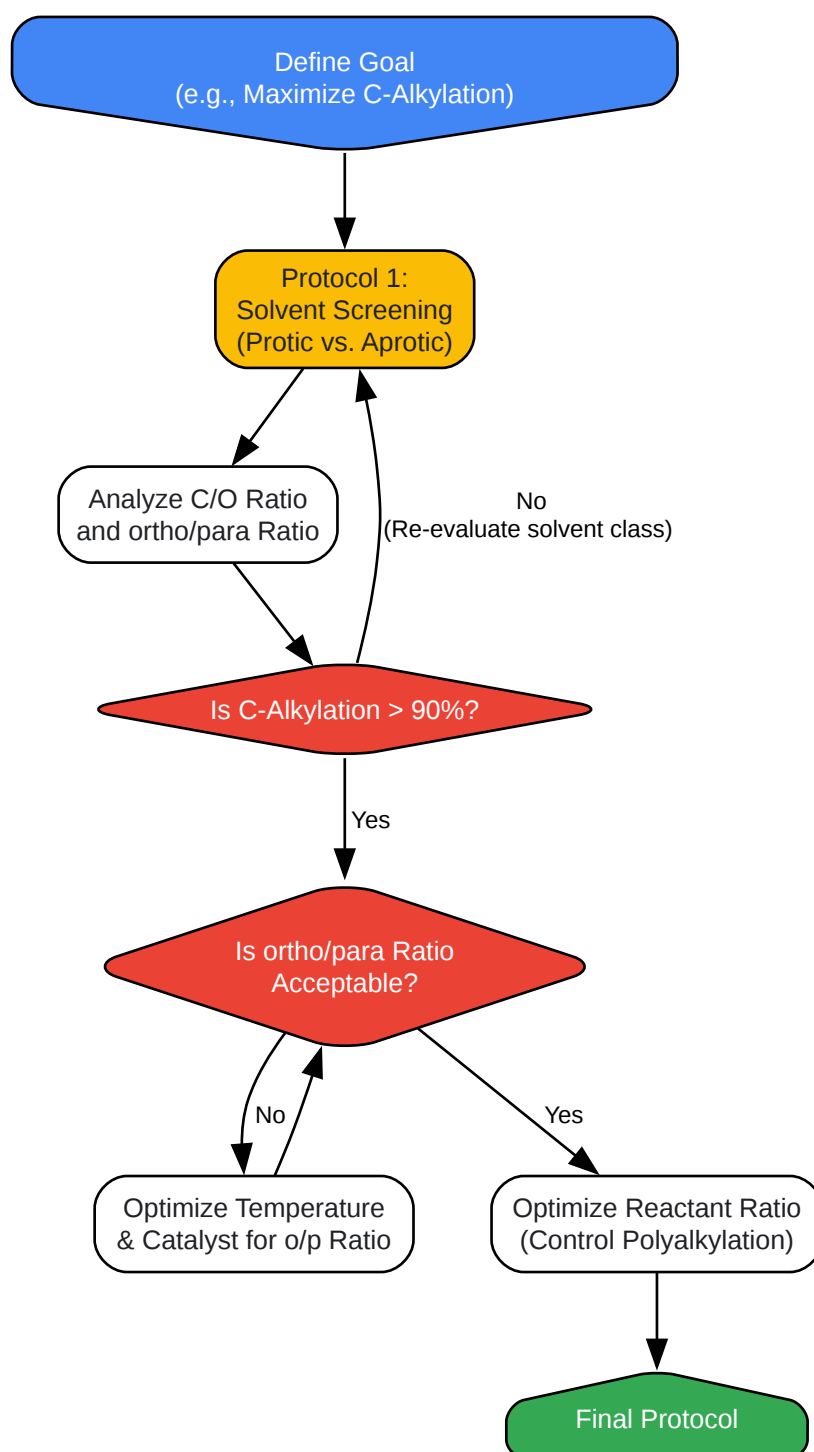 Define Goal
(e.g., Maximize C-Alkylation)
Protocol 1:
Solvent Screening
(Protic vs. Aprotic)
Analyze C/O Ratio
and ortho/para Ratio
No
(Re-evaluate solvent class)
Is C-Alkylation > 90%?
Yes
Is ortho/para Ratio
Acceptable?
No
Yes
Optimize Temperature
& Catalyst for o/p Ratio
Optimize Reactant Ratio
(Control Polyalkylation)
Final Protocol